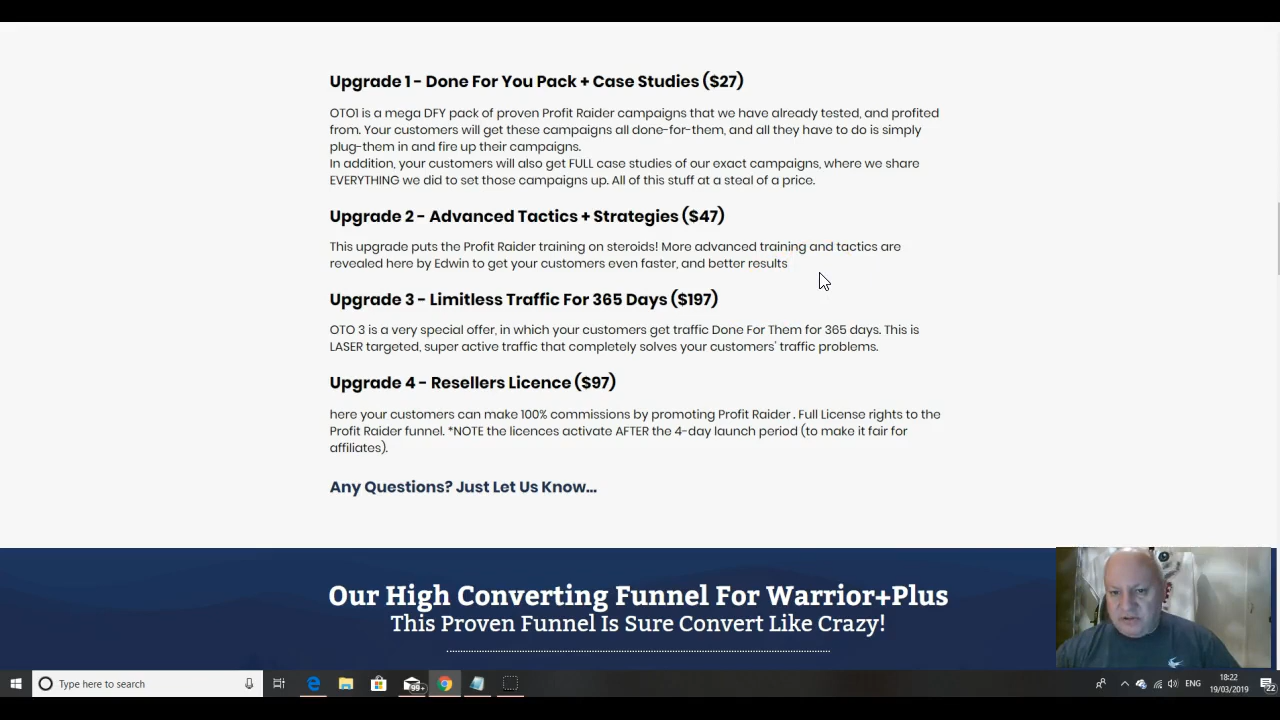 Upgrade 1 - Done For You Pack + Case Studies ($27)
OTO1 is a mega DFY pack of proven Profit Raider campaigns that we have already tested, and profited
from. Your customers will get these campaigns all done-for-them, and all they have to do is simply
plug-them in and fire up their campaigns.
In addition, your customers will also get FULL case studies of our exact campaigns, where we share
EVERYTHING we did to set those campaigns up. All of this stuff at a steal of a price.
Upgrade 2 - Advanced Tactics + Strategies ($47)
This upgrade puts the Profit Raider training on steroids! More advanced training and tactics are
revealed here by Edwin to get your customers even faster, and better results
Upgrade 3 - Limitless Traffic For 365 Days ($197)
OTO 3 is a very special offer, in which your customers get traffic Done For Them for 365 days. This is
LASER targeted, super active traffic that completely solves your customers' traffic problems.
Upgrade 4 - Resellers Licence ($97)
here your customers can make 100% commissions by promoting Profit Raider . Full License rights to the
Profit Raider funnel. *NOTE the licences activate AFTER the 4-day launch period (to make it fair for
affiliates).
Any Questions? Just Let Us Know...
Our High Converting Funnel For Warrior+Plus
This Proven Funnel Is Sure Convert Like Crazy!
Type here to search
99+
ENG
18:22
19/03/2019
22